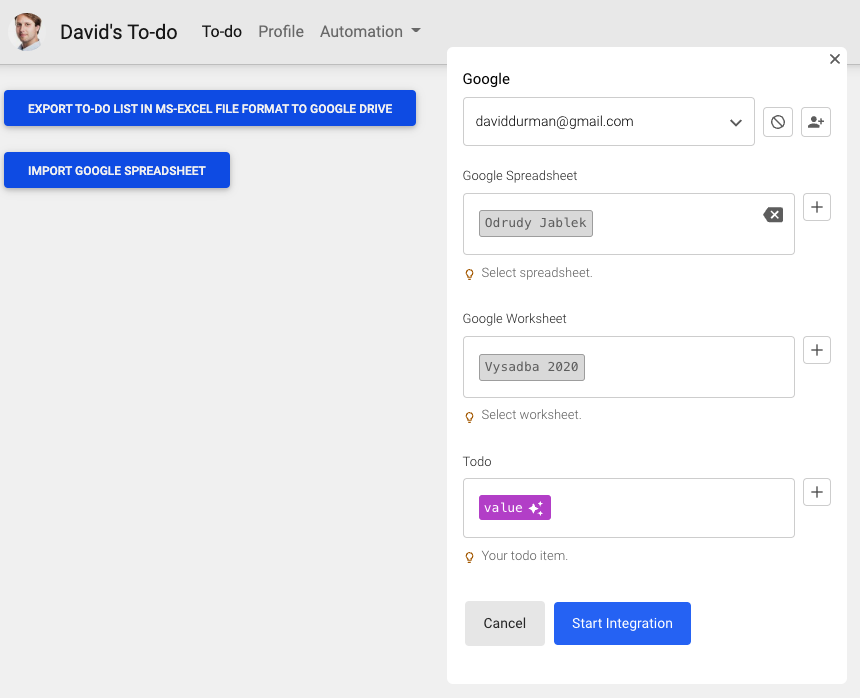 David's To-do
To-do
Profile
Automation
EXPORT TO-DO LIST IN MS-EXCEL FILE FORMAT TO GOOGLE DRIVE
IMPORT GOOGLE SPREADSHEET
Google
daviddurman@gmail.com
Google Spreadsheet
Odrudy Jablek
Select spreadsheet.
Google Worksheet
Vysadba 2020
Select worksheet.
Todo
value
Your todo item.
Cancel
Start Integration